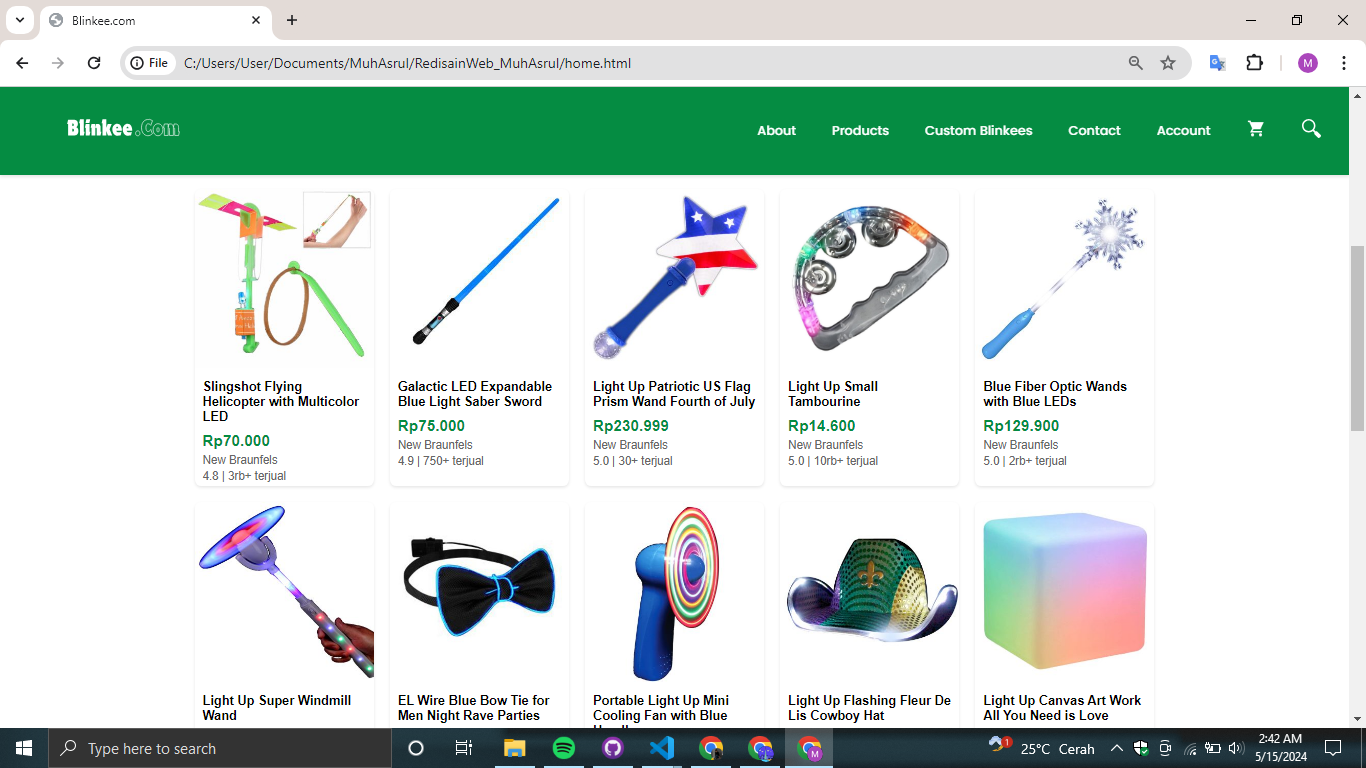 Blinkee.com
File
C:/Users/User/Documents/MuhAsrul/RedisainWeb_MuhAsrul/home.html
M
Blinkee.Com
About
Products
Custom Blinkees
Contact
Account
Slingshot Flying
Helicopter with Multicolor
LED
Rp70.000
New Braunfels
4.8 | 3rb+ terjual
Galactic LED Expandable
Blue Light Saber Sword
Rp75.000
New Braunfels
4.9 | 750+ terjual
Light Up Patriotic US Flag
Prism Wand Fourth of July
Rp230.999
New Braunfels
5.0 | 30+ terjual
Light Up Small
Tambourine
Rp14.600
New Braunfels
5.0 | 10rb+ terjual
Blue Fiber Optic Wands
with Blue LEDs
Rp129.900
New Braunfels
5.0 | 2rb+ terjual
Light Up Super Windmill
Wand
EL Wire Blue Bow Tie for
Men Night Rave Parties
Portable Light Up Mini
Cooling Fan with Blue
Light Up Flashing Fleur De
Lis Cowboy Hat
Light Up Canvas Art Work
All You Need is Love
Type here to search
M
1
25°C Cerah
2:42 AM
5/15/2024